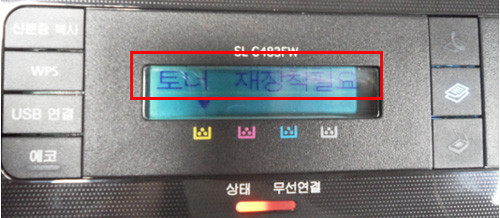 신분증 복사
SL-C483FW
WPS
토너 재장착필요
USB 연결
에코
상태 무선연결